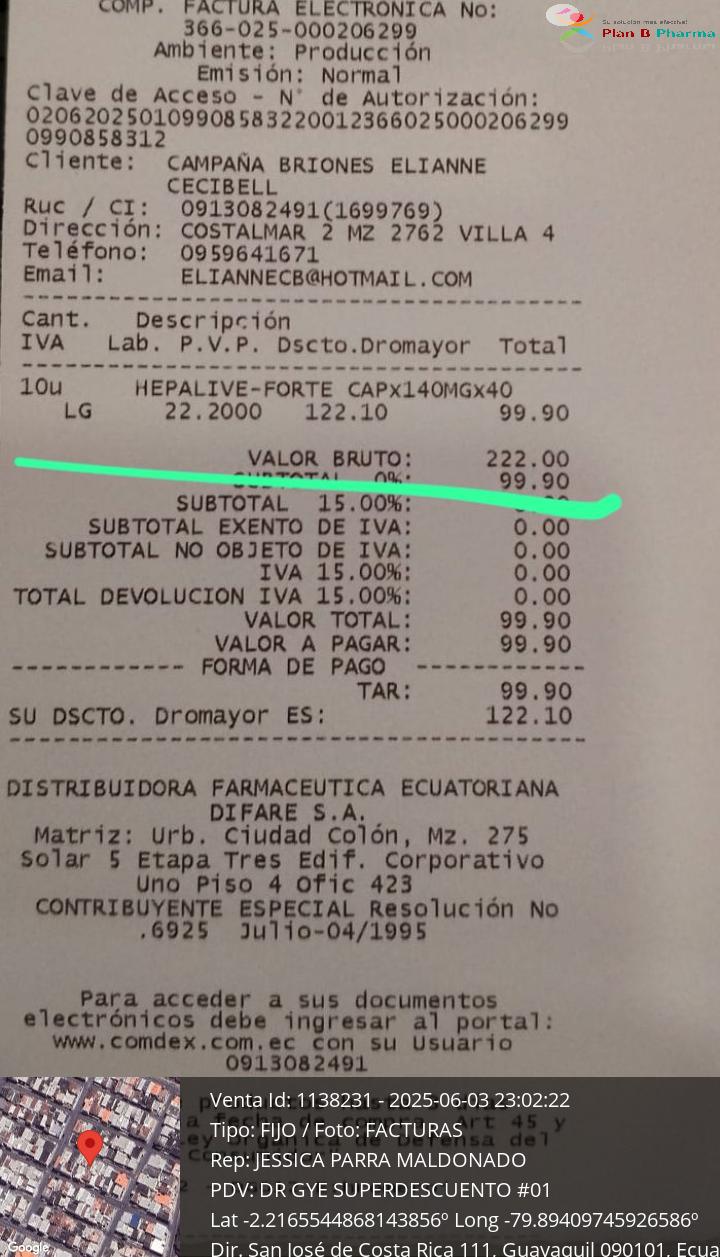 COMP. FACTURA ELECTRONICA No:
366-025-000206299
Ambiente: Producción
Emisión: Normal
Clave de Acceso - N° de Autorización:
020620250109908583220012366025000206299
0990858312
Cliente: CAMPAÑA BRIONES ELIANNE
CECIBELL
Ruc / CI: 0913082491(1699769)
Dirección: COSTALMAR 2 MZ 2762 VILLA 4
Teléfono: 0959641671
Email: ELIANNECB@HOTMAIL.COM
Cant. Descripción
IVA Lab. P.V.P. Dscto.Dromayor Total
10u HEPALIVE-FORTE CAPx140MGx40
LG 22.2000 122.10 99.90
VALOR BRUTO: 222.00
SUBTOTAL 0%: 99.90
SUBTOTAL 15.00%:
SUBTOTAL EXENTO DE IVA: 0.00
SUBTOTAL NO OBJETO DE IVA: 0.00
IVA 15.00%: 0.00
TOTAL DEVOLUCION IVA 15.00%: 0.00
VALOR TOTAL: 99.90
VALOR A PAGAR: 99.90
------------ FORMA DE PAGO ------------
TAR: 99.90
SU DSCTO. Dromayor ES: 122.10
DISTRIBUIDORA FARMACEUTICA ECUATORIANA
DIFARE S.A.
Matriz: Urb. Ciudad Colón, Mz. 275
Solar 5 Etapa Tres Edif. Corporativo
Uno Piso 4 Ofic 423
CONTRIBUYENTE ESPECIAL Resolución No
.6925 Julio-04/1995
Para acceder a sus documentos
electrónicos debe ingresar al portal:
www.comdex.com.ec con su Usuario
0913082491
Su solución más efectiva!
Plan B Pharma
Venta Id: 1138231 - 2025-06-03 23:02:22
Tipo: FIJO / Foto: FACTURAS
Rep: JESSICA PARRA MALDONADO
PDV: DR GYE SUPERDESCUENTO #01
Lat -2.2165544868143856º Long -79.89409745926586º
Dir. San José de Costa Rica 111, Guayaquil 090101, Ecua
Google